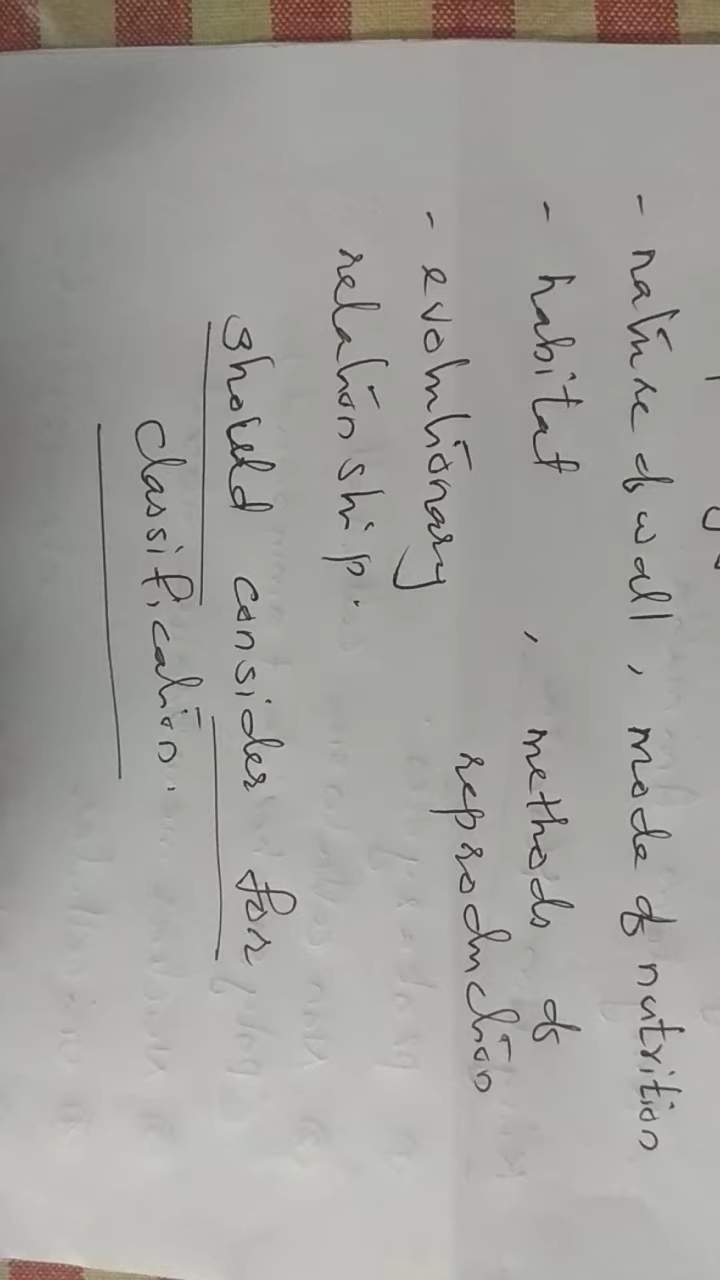 - nature of wall, mode of nutrition
- habitat , methods of
reproduction
- evolutionary
relationship.
should consider for
classification.